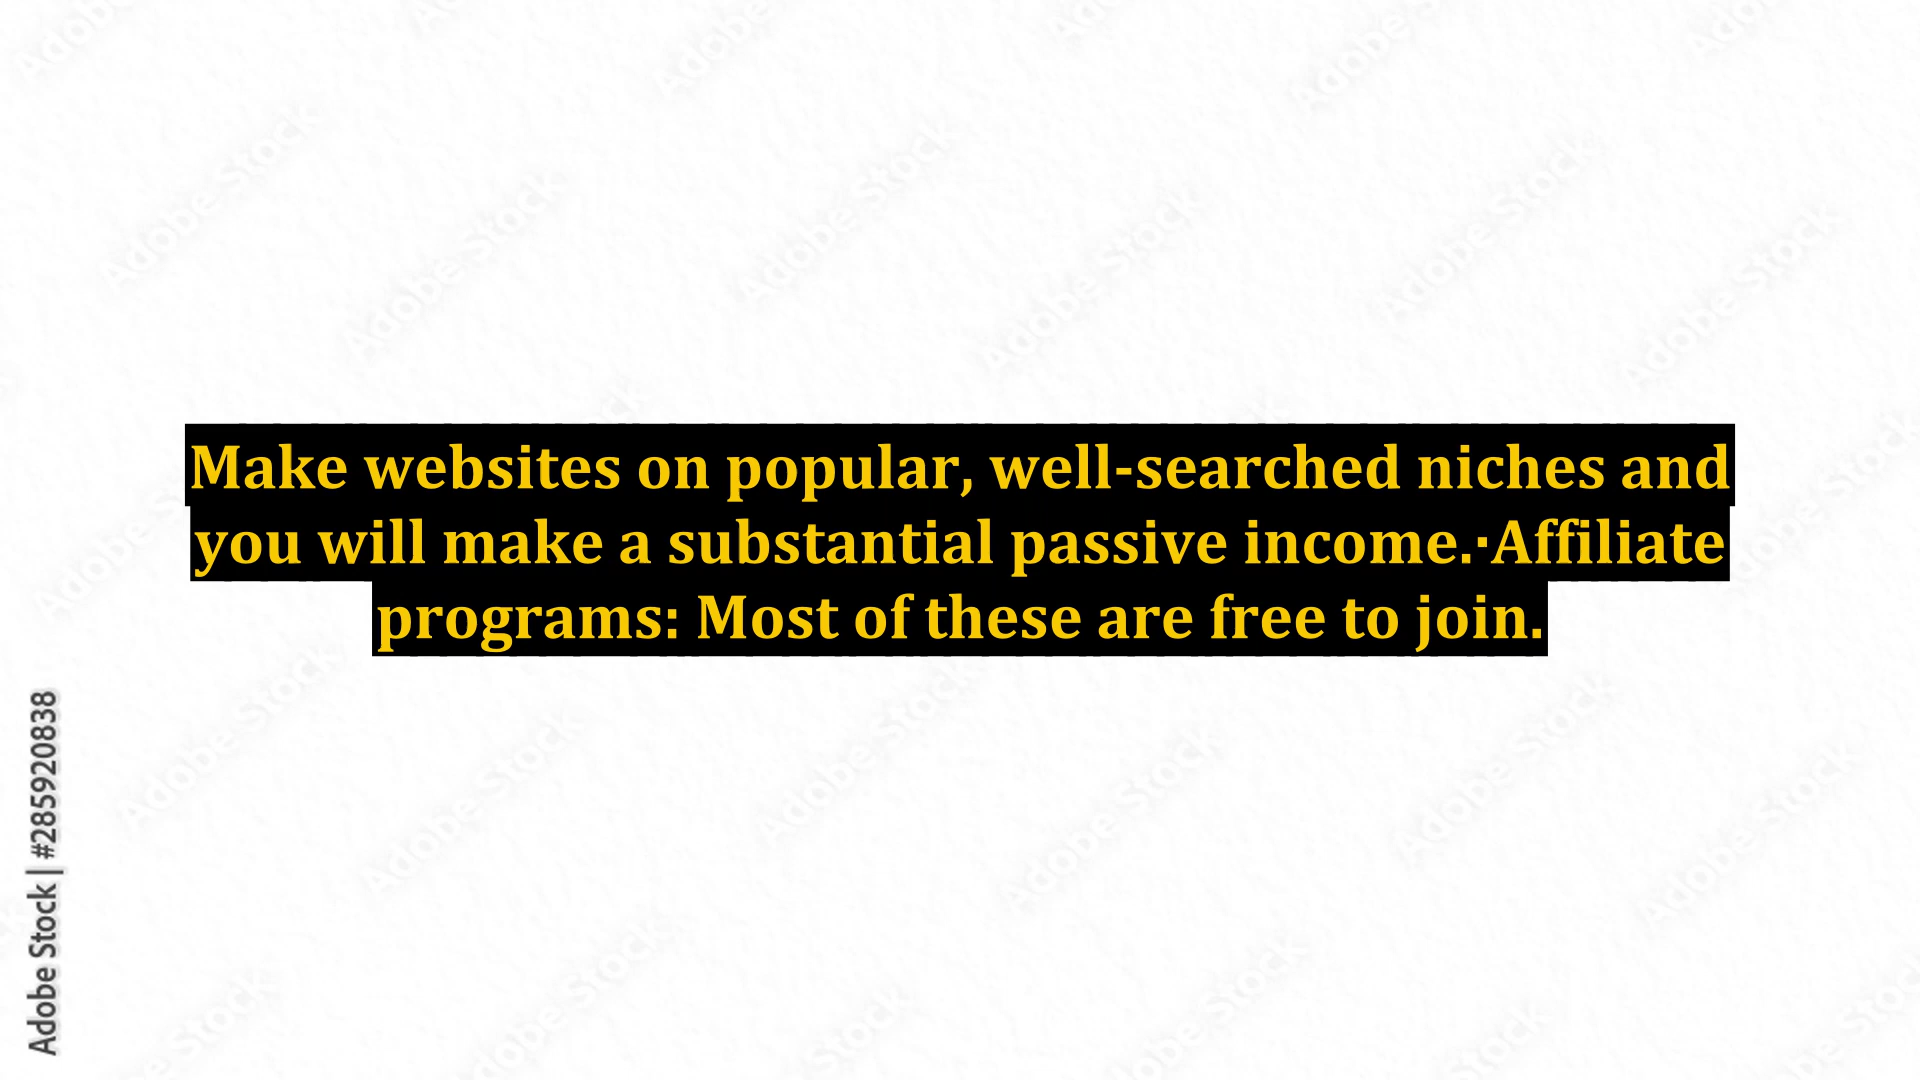 Make websites on popular, well-searched niches and
you will make a substantial passive income.·Affiliate
programs: Most of these are free to join.
Adobe Stock | #285920838